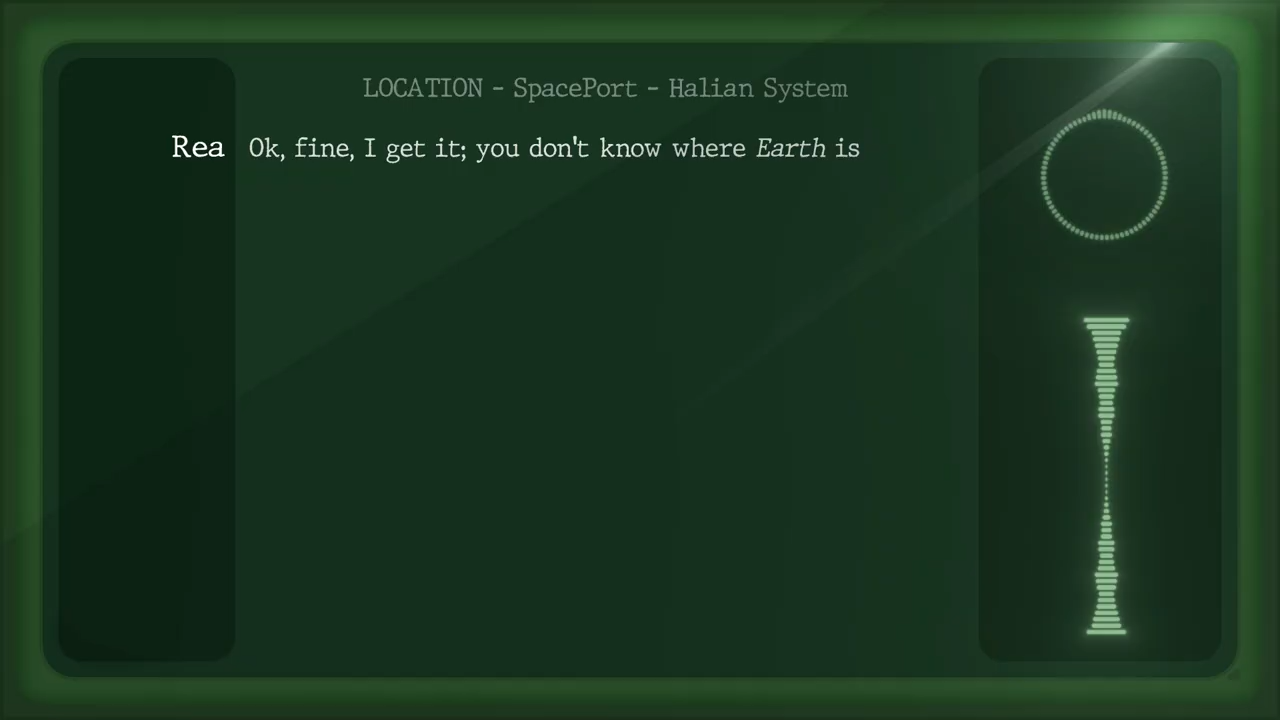 LOCATION - SpacePort - Halian System
Rea Ok, fine, I get it; you don't know where Earth is